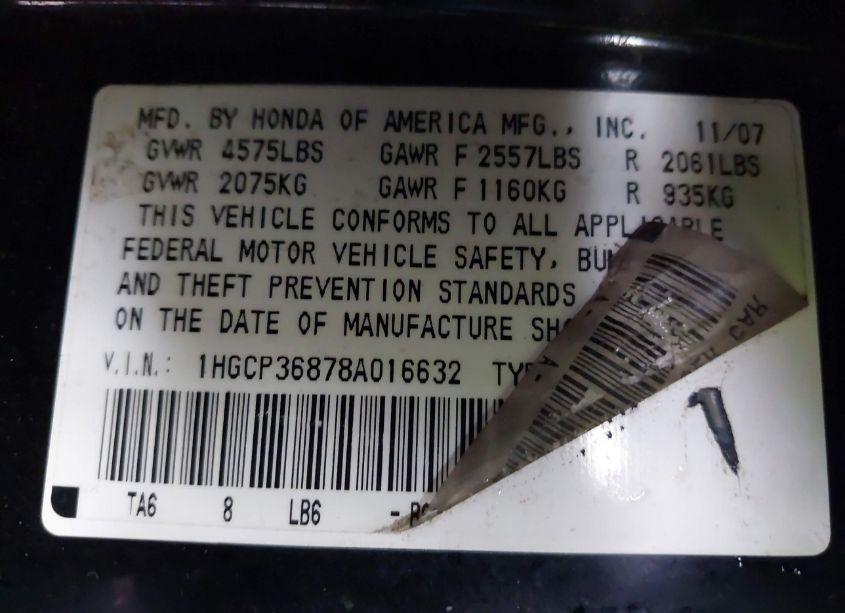 MFD. BY HONDA OF AMERICA MFG., INC. 11/07
GVWR 4575LBS GAWR F 2557LBS R 2061LBS
GVWR 2075KG GAWR F 1160KG R 935KG
THIS VEHICLE CONFORMS TO ALL APPLICABLE
FEDERAL MOTOR VEHICLE SAFETY,
AND THEFT PREVENTION STANDARDS
ON THE DATE OF MANUFACTURE
V.I.N.: 1HGCP36878A016632
TA6 8 LB6